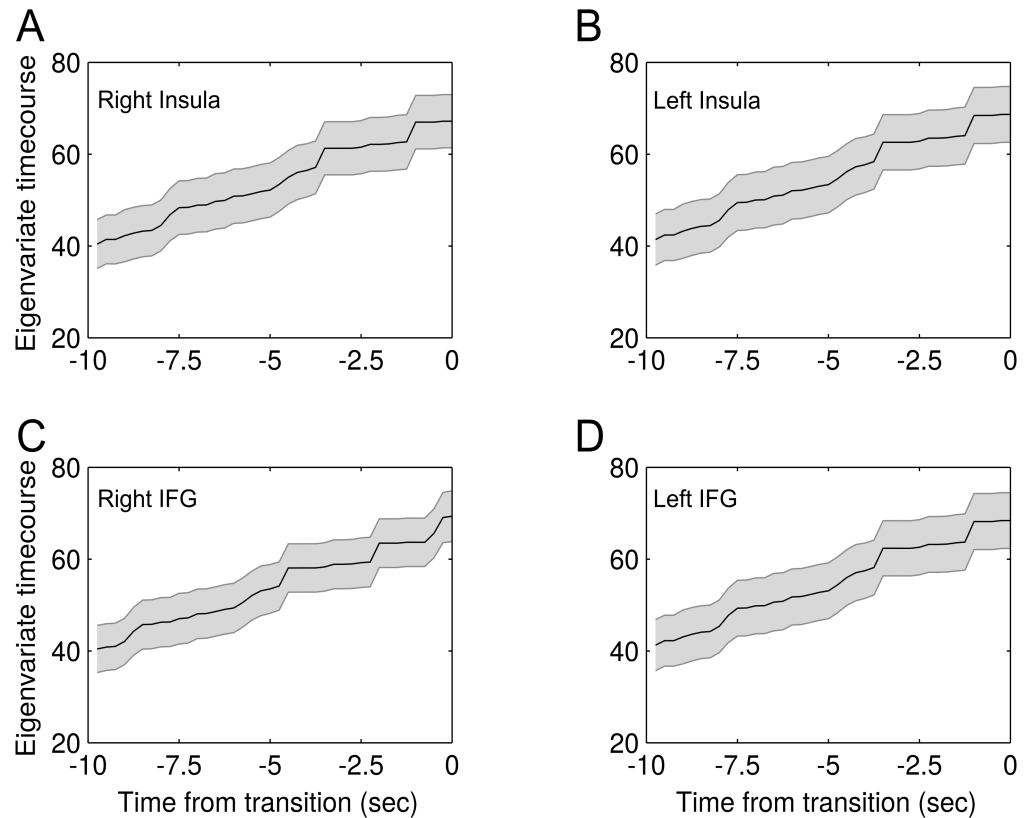 A
Eigenvariate timecourse
80
60
40
20
Right Insula
-10 -7.5 -5 -2.5 0
B
80
60
40
20
Left Insula
-10 -7.5 -5 -2.5 0
C
Eigenvariate timecourse
80
60
40
20
Right IFG
-10 -7.5 -5 -2.5 0
Time from transition (sec)
D
80
60
40
20
Left IFG
-10 -7.5 -5 -2.5 0
Time from transition (sec)